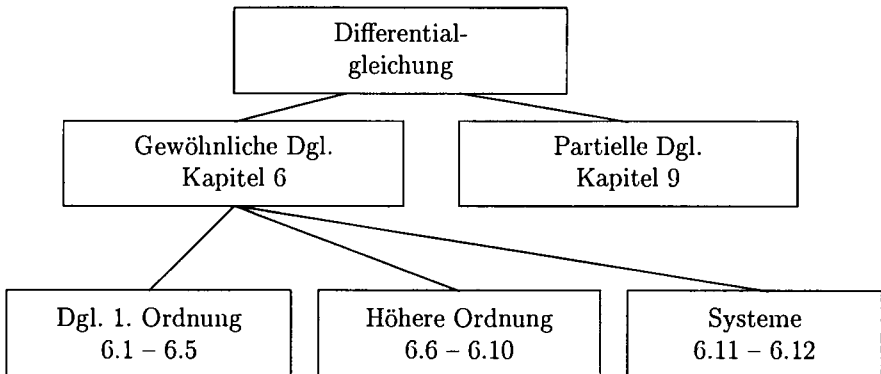 Differential-
gleichung
Gewöhnliche Dgl.
Kapitel 6
Partielle Dgl.
Kapitel 9
Dgl. 1. Ordnung
6.1 – 6.5
Höhere Ordnung
6.6 – 6.10
Systeme
6.11 – 6.12